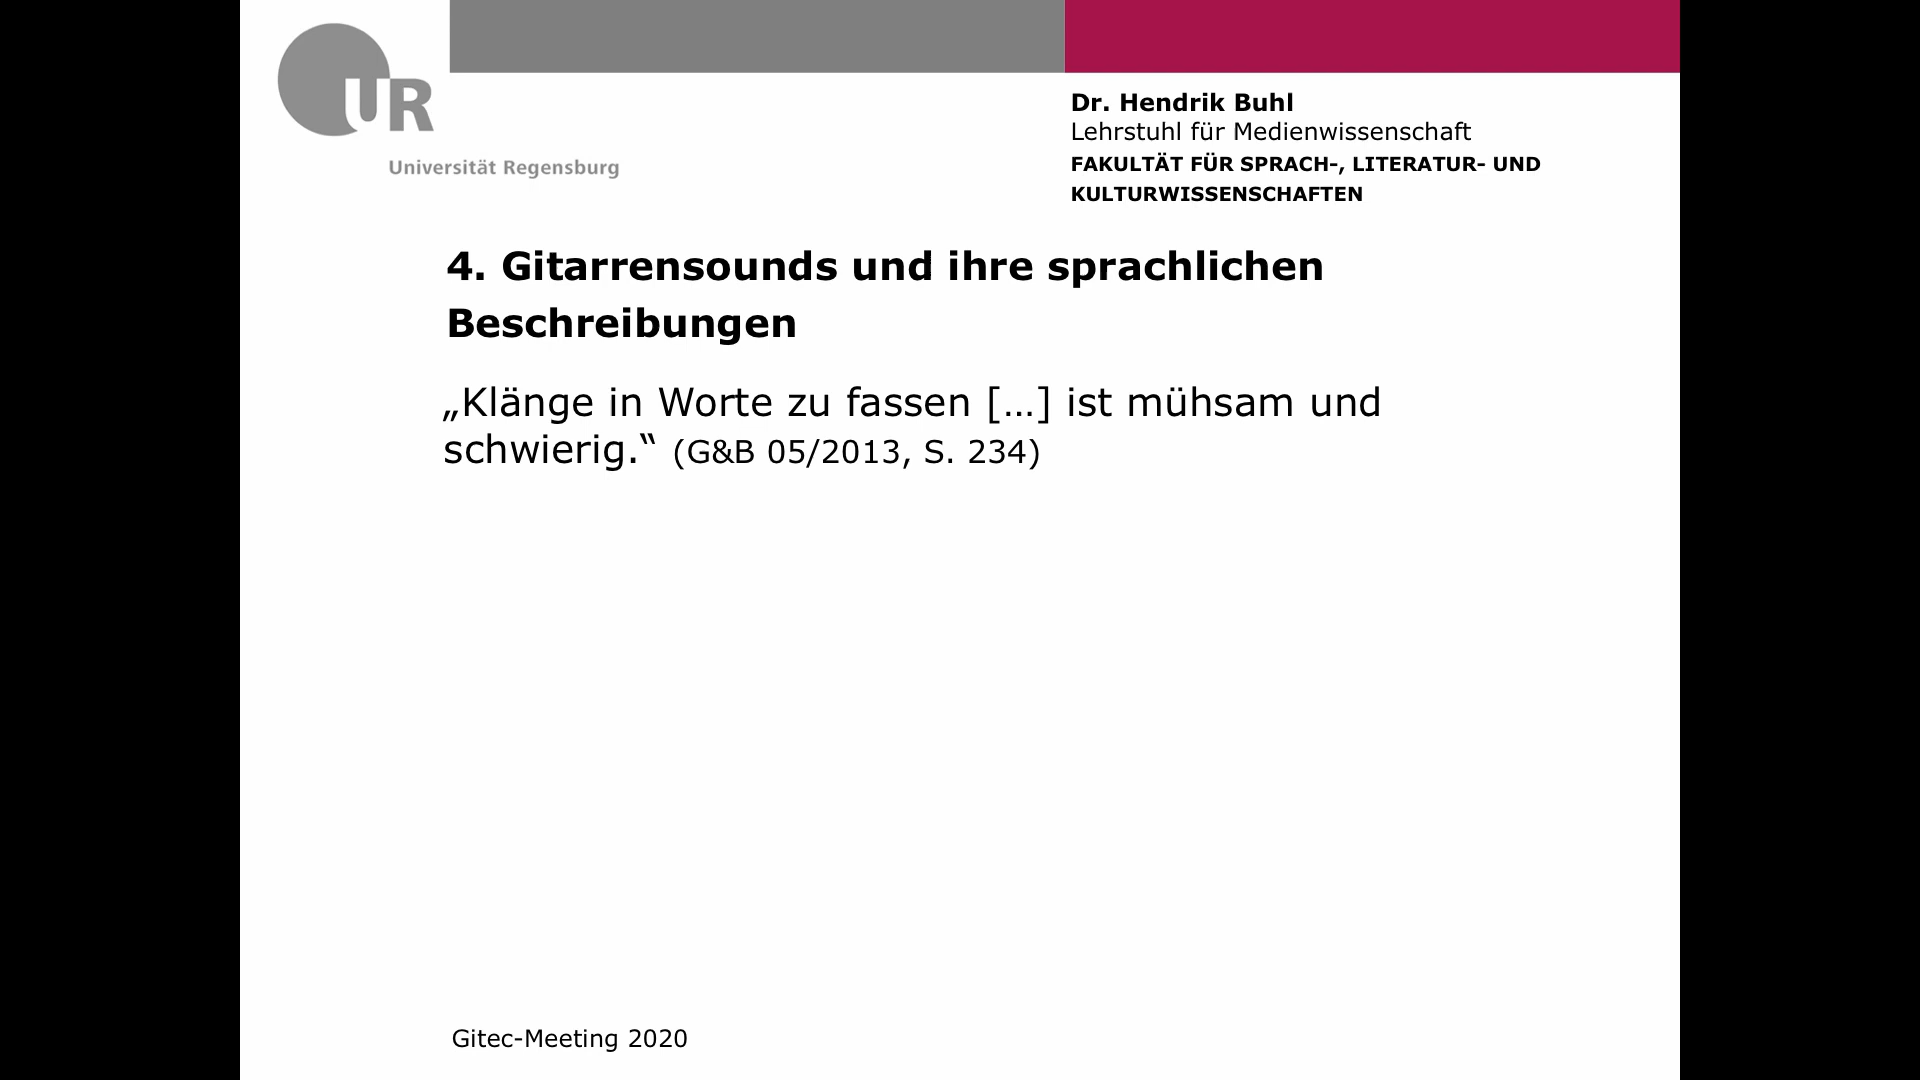 UR
Universität Regensburg
Dr. Hendrik Buhl
Lehrstuhl für Medienwissenschaft
FAKULTÄT FÜR SPRACH-, LITERATUR- UND
KULTURWISSENSCHAFTEN
4. Gitarrensounds und ihre sprachlichen
Beschreibungen
„Klänge in Worte zu fassen […] ist mühsam und
schwierig.“ (G&B 05/2013, S. 234)
Gitec-Meeting 2020